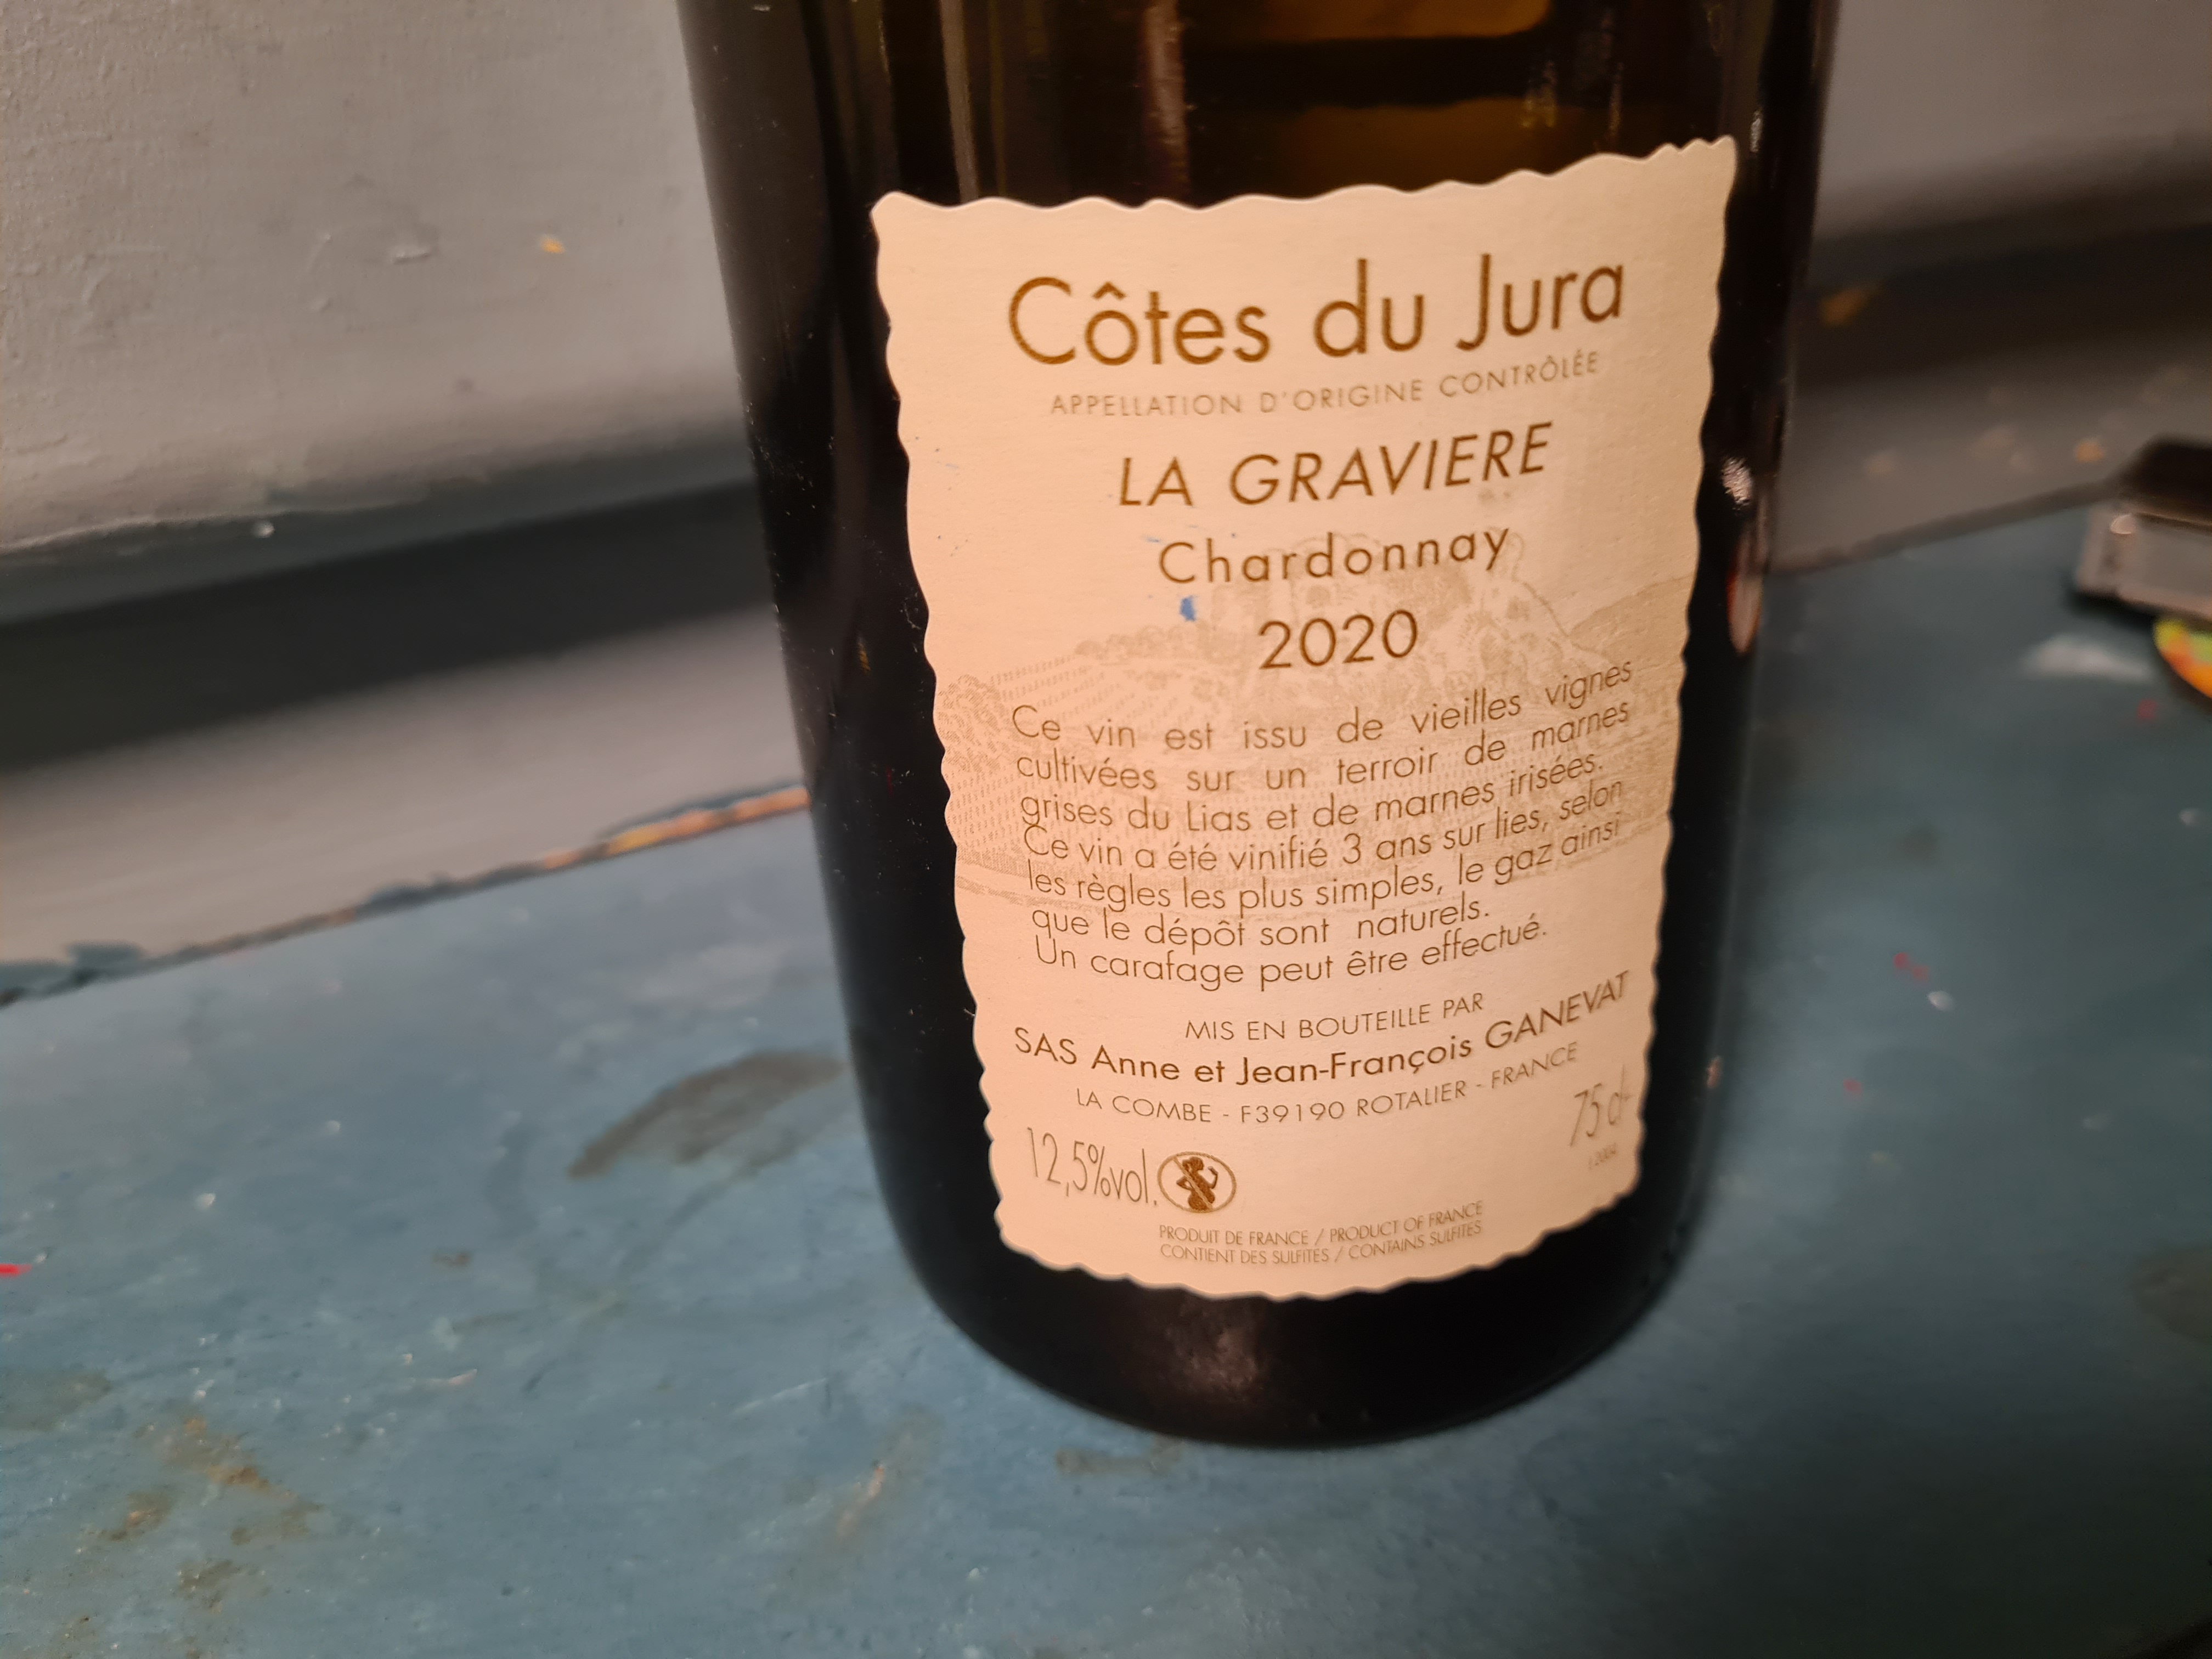 Côtes du Jura
APPELLATION D'ORIGINE CONTRÔLÉE
LA GRAVIERE
Chardonnay
2020
Ce vin est issu de vieilles vignes
cultivées sur un terroir de marnes
grises du Lias et de marnes irisées.
Ce vin a été vinifié 3 ans sur lies, selon
les règles les plus simples, le gaz ainsi
que le dépôt sont naturels.
Un carafage peut être effectué.
MIS EN BOUTEILLE PAR
SAS Anne et Jean-François GANEVAT
LA COMBE - F39190 ROTALIER - FRANCE
12,5%vol.
75 cl
PRODUIT DE FRANCE / PRODUCT OF FRANCE
CONTIENT DES SULFITES / CONTAINS SULFITES